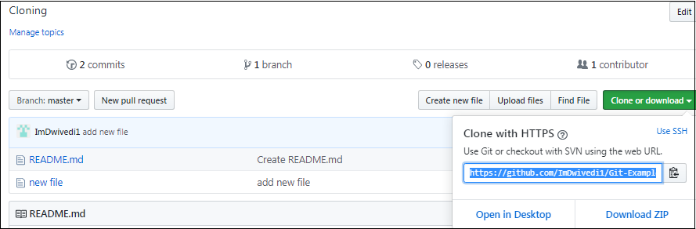 Cloning
Edit
Manage topics
2 commits
1 branch
0 releases
1 contributor
Branch: master
New pull request
Create new file
Upload files
Find File
Clone or download
ImDwivedi1 add new file
README.md
Create README.md
new file
add new file
README.md
Clone with HTTPS
Use SSH
Use Git or checkout with SVN using the web URL.
https://github.com/ImDwivedi1/Git-Exampl
Open in Desktop
Download ZIP